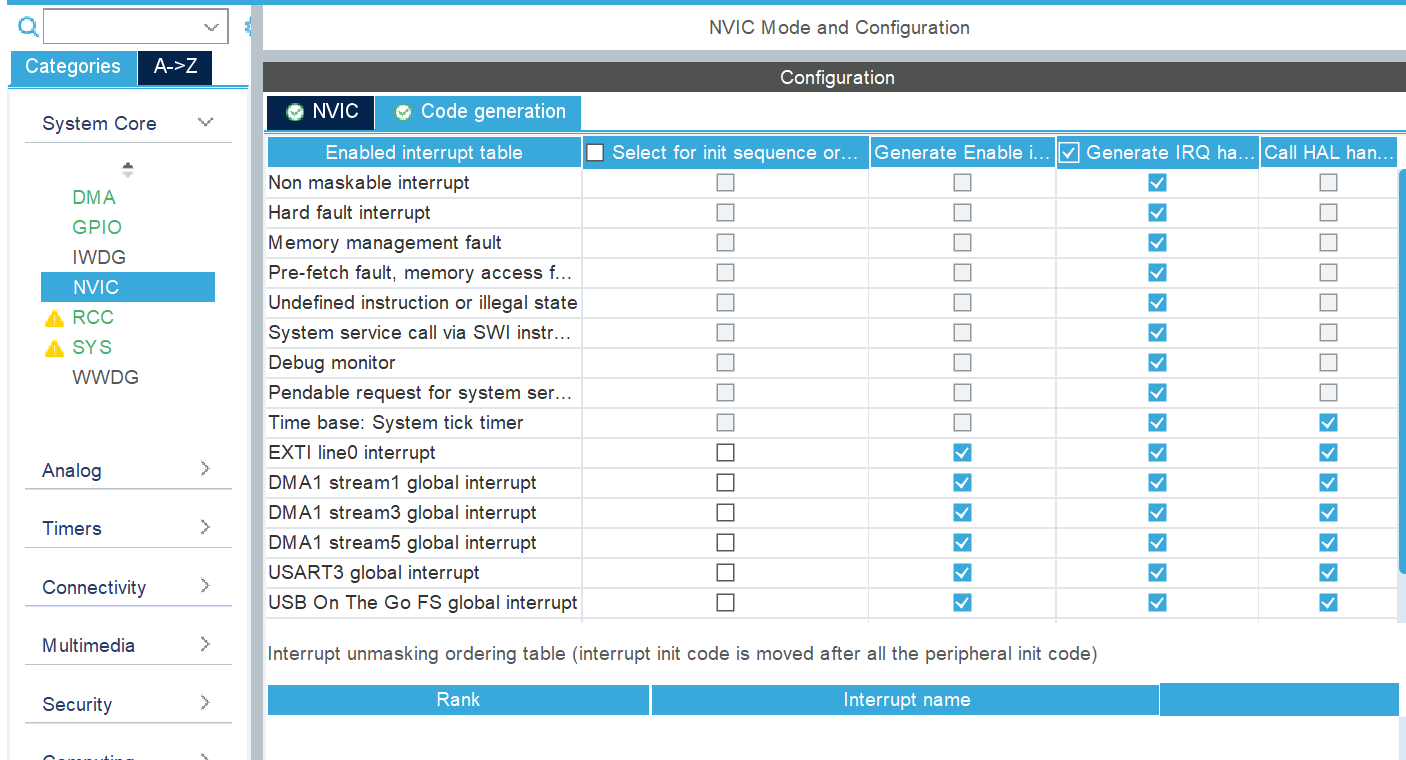 NVIC Mode and Configuration
Categories
A->Z
Configuration
System Core
NVIC
Code generation
DMA
GPIO
IWDG
NVIC
RCC
SYS
WWDG
Analog
Timers
Connectivity
Multimedia
Security
Computing
Enabled interrupt table
Select for init sequence or...
Generate Enable i...
Generate IRQ ha...
Call HAL han...
Non maskable interrupt
Hard fault interrupt
Memory management fault
Pre-fetch fault, memory access f...
Undefined instruction or illegal state
System service call via SWI instr...
Debug monitor
Pendable request for system ser...
Time base: System tick timer
EXTI line0 interrupt
DMA1 stream1 global interrupt
DMA1 stream3 global interrupt
DMA1 stream5 global interrupt
USART3 global interrupt
USB On The Go FS global interrupt
Interrupt unmasking ordering table (interrupt init code is moved after all the peripheral init code)
Rank
Interrupt name